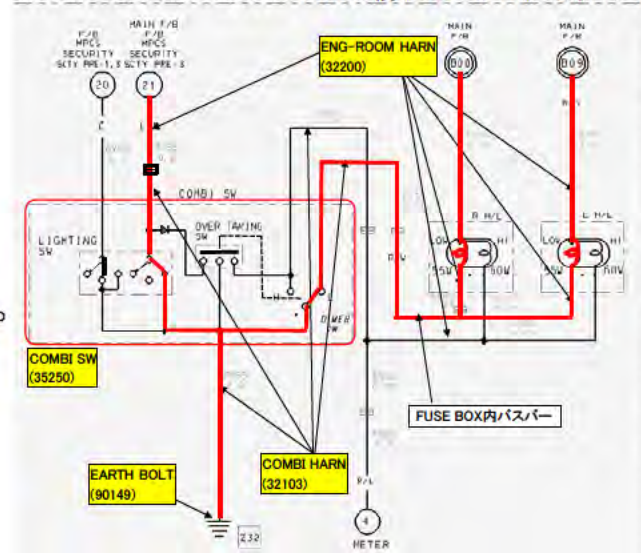 F/B
MPCS
SECURITY
SCTY PRE-1,3
MAIN F/B
F/B
MPCS
SECURITY
SCTY PRE-3
ENG-ROOM HARN
(32200)
MAIN
F/B
MAIN
F/B
20
21
B00
B09
L
COMBI SW
LIGHTING
SW
OVER TAKING
SW
R H/L
L H/L
LOW
HI
LOW
HI
55W
60W
55W
60W
R/W
H
L
DIMER
SW
COMBI SW
(35250)
FUSE BOX内バスバー
EARTH BOLT
(90149)
COMBI HARN
(32103)
R/L
Z32
4
METER